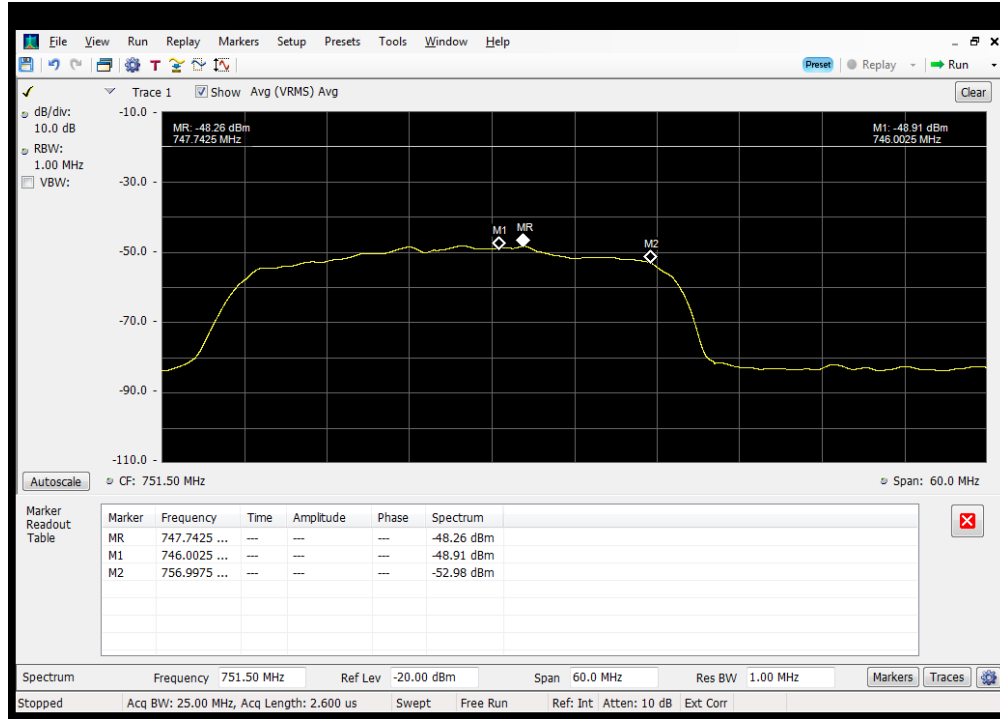 File View Run Replay Markers Setup Presets Tools Window Help
T Preset Replay Run
Trace 1 Show Avg (VRMS) Avg Clear
dB/div:
10.0 dB
RBW:
1.00 MHz
VBW:
-10.0
-30.0
-50.0
-70.0
-90.0
-110.0
MR: -48.26 dBm
747.7425 MHz
M1: -48.91 dBm
746.0025 MHz
M1 MR
M2
Autoscale CF: 751.50 MHz Span: 60.0 MHz
Marker
Readout
Table
Marker Frequency Time Amplitude Phase Spectrum
MR 747.7425 ... --- --- --- -48.26 dBm
M1 746.0025 ... --- --- --- -48.91 dBm
M2 756.9975 ... --- --- --- -52.98 dBm
Spectrum Frequency 751.50 MHz Ref Lev -20.00 dBm Span 60.0 MHz Res BW 1.00 MHz Markers Traces
Stopped Acq BW: 25.00 MHz, Acq Length: 2.600 us Swept Free Run Ref: Int Atten: 10 dB Ext Corr